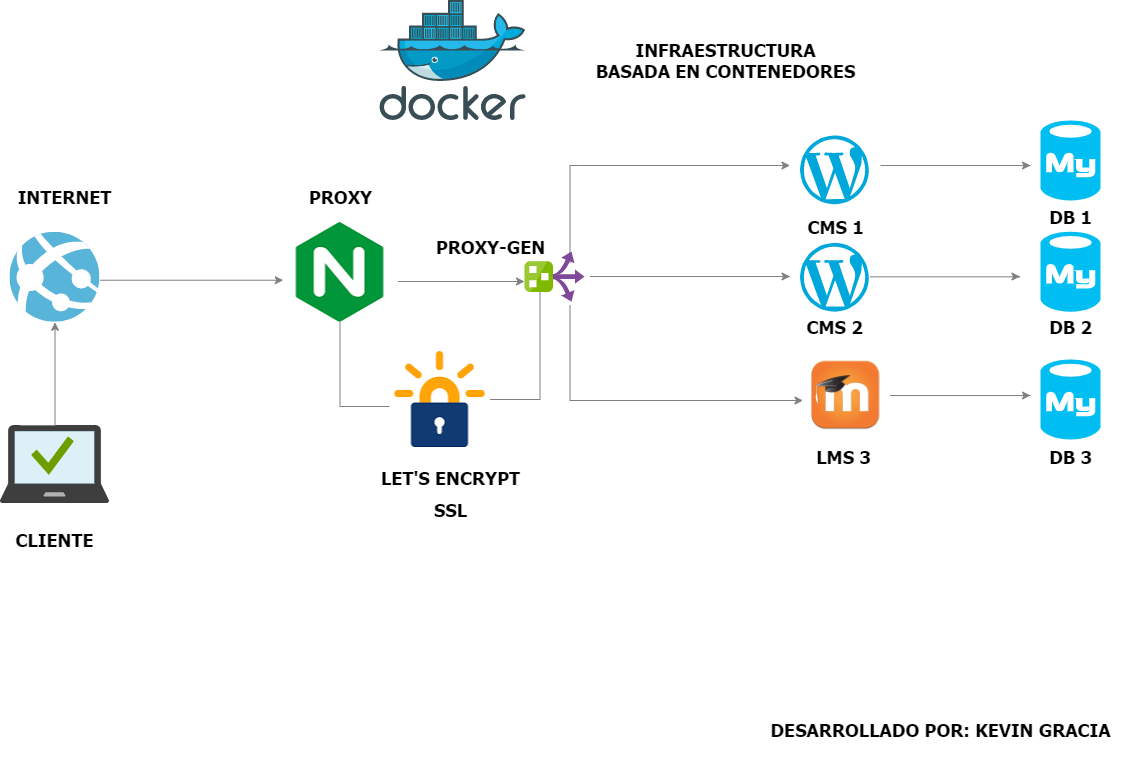 docker
INFRAESTRUCTURA
BASADA EN CONTENEDORES
INTERNET
PROXY
PROXY-GEN
N
LET'S ENCRYPT
SSL
CLIENTE
W
CMS 1
My
DB 1
W
CMS 2
My
DB 2
m
LMS 3
My
DB 3
DESARROLLADO POR: KEVIN GRACIA